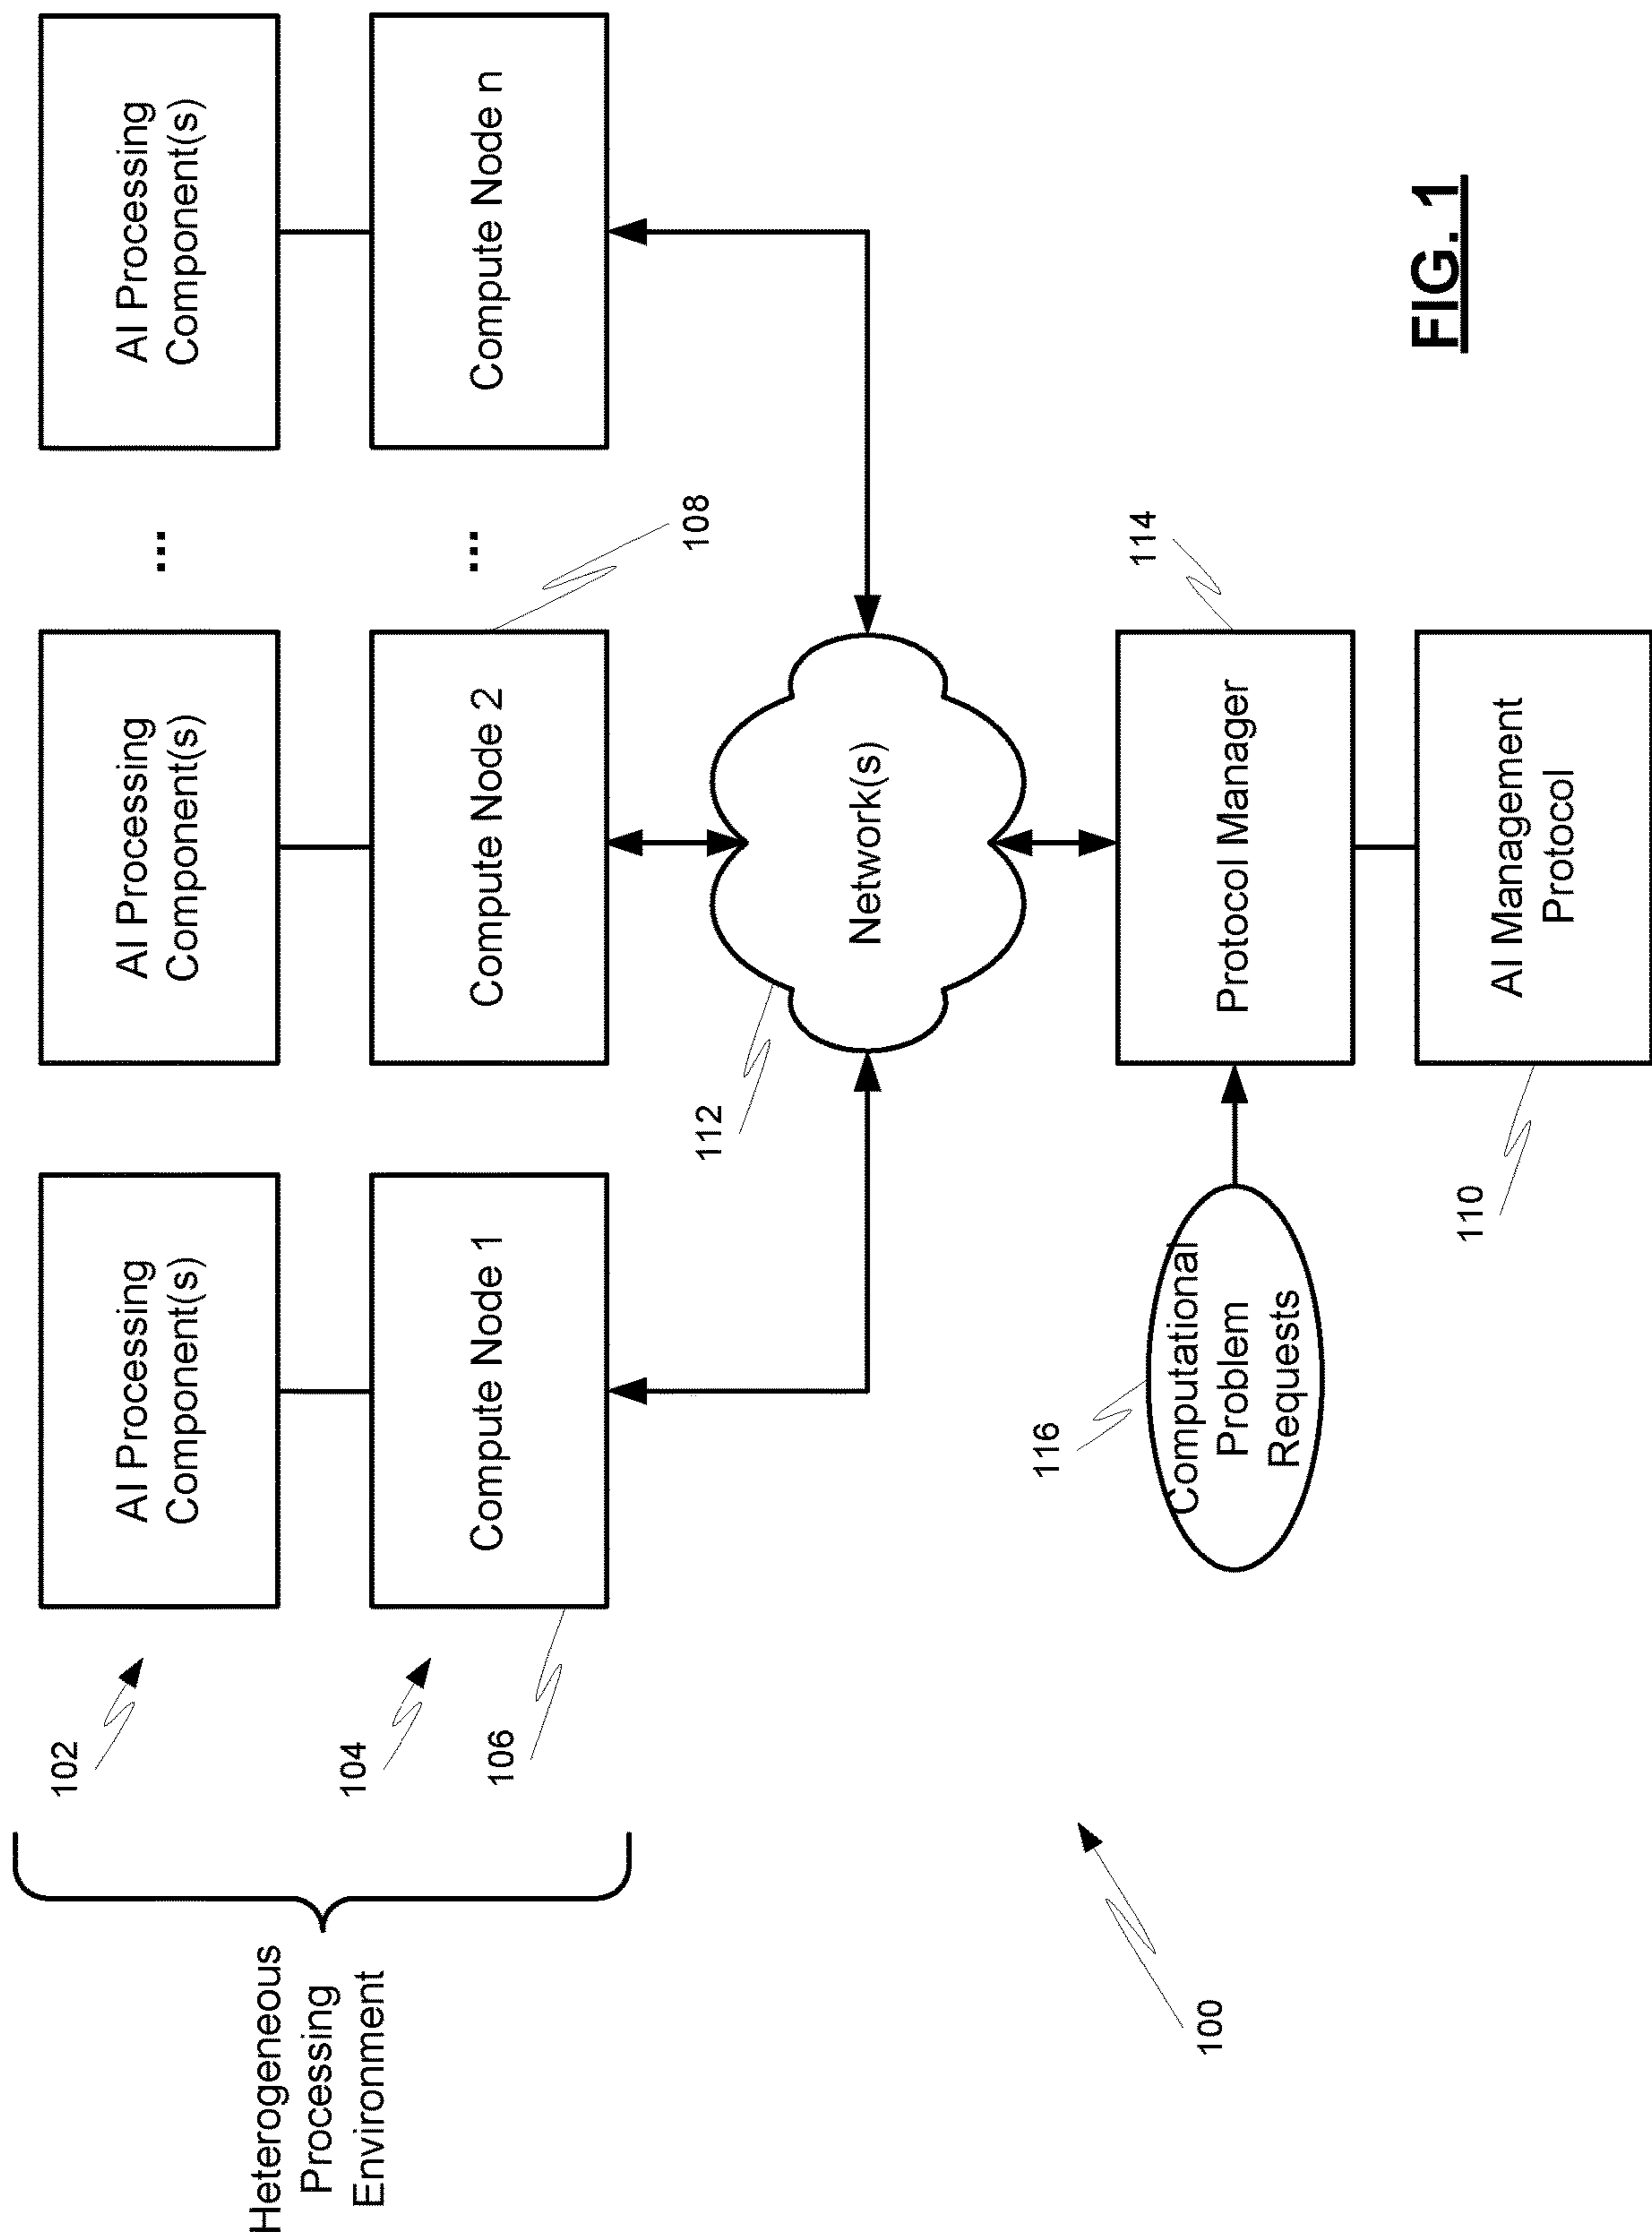 Heterogeneous
Processing
Environment
102
AI Processing
Component(s)
AI Processing
Component(s)
...
AI Processing
Component(s)
104
106
Compute Node 1
Compute Node 2
...
Compute Node n
108
112
Network(s)
100
116
Computational
Problem
Requests
Protocol Manager
114
110
AI Management
Protocol
FIG. 1